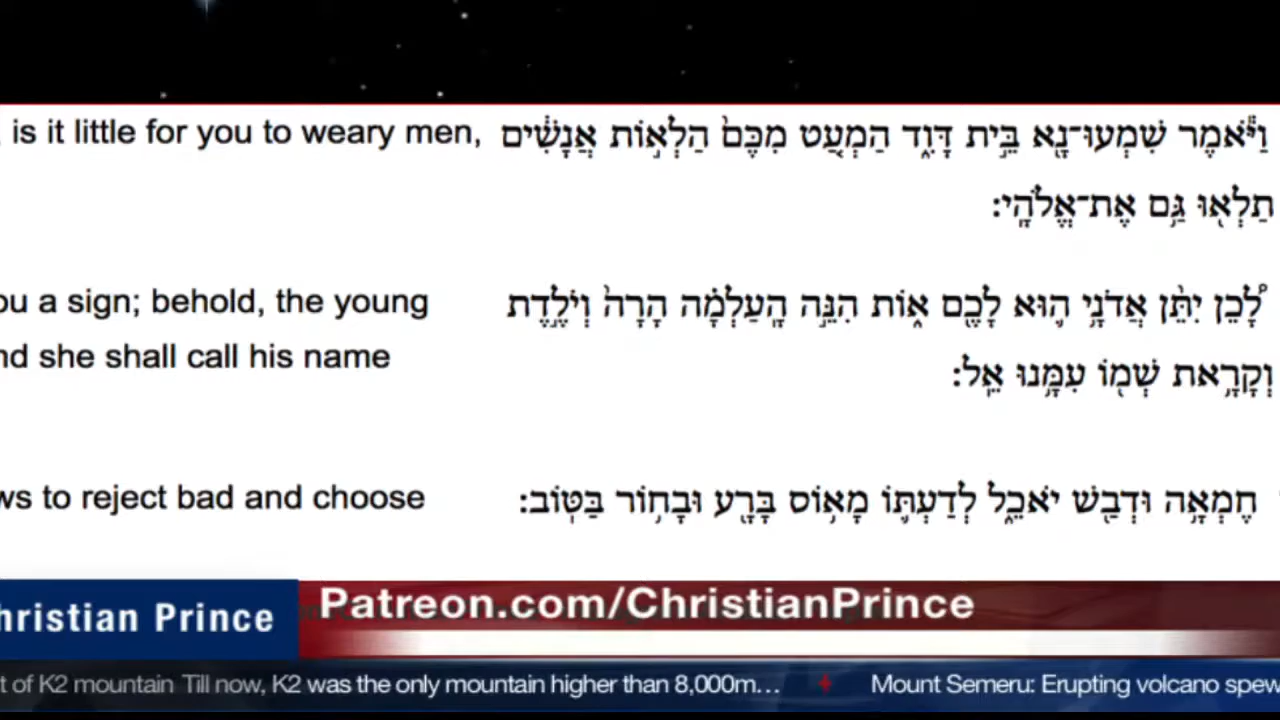 is it little for you to weary men,
וַיֹּ֕אמֶר שִׁמְעוּ־נָ֖א בֵּ֣ית דָּוִ֑ד הַמְעַ֤ט מִכֶּם֙ הַלְא֣וֹת אֲנָשִׁ֔ים
תַלְא֖וּ גַּ֥ם אֶת־אֱלֹהָֽי׃
ou a sign; behold, the young
לָ֠כֵן יִתֵּ֨ן אֲדֹנָ֥י ה֛וּא לָכֶ֖ם א֑וֹת הִנֵּ֣ה הָעַלְמָ֗ה הָרָה֙ וְיֹלֶ֣דֶת
nd she shall call his name
וְקָרָ֥את שְׁמ֖וֹ עִמָּ֥נוּ אֵֽל׃
ws to reject bad and choose
חֶמְאָ֥ה וּדְבַ֖שׁ יֹאכֵ֑ל לְדַעְתּ֛וֹ מָא֥וֹס בָּרָ֖ע וּבָח֥וֹר בַּטּֽוֹב׃
hristian Prince
Patreon.com/ChristianPrince
t of K2 mountain Till now, K2 was the only mountain higher than 8,000m… Mount Semeru: Erupting volcano spew